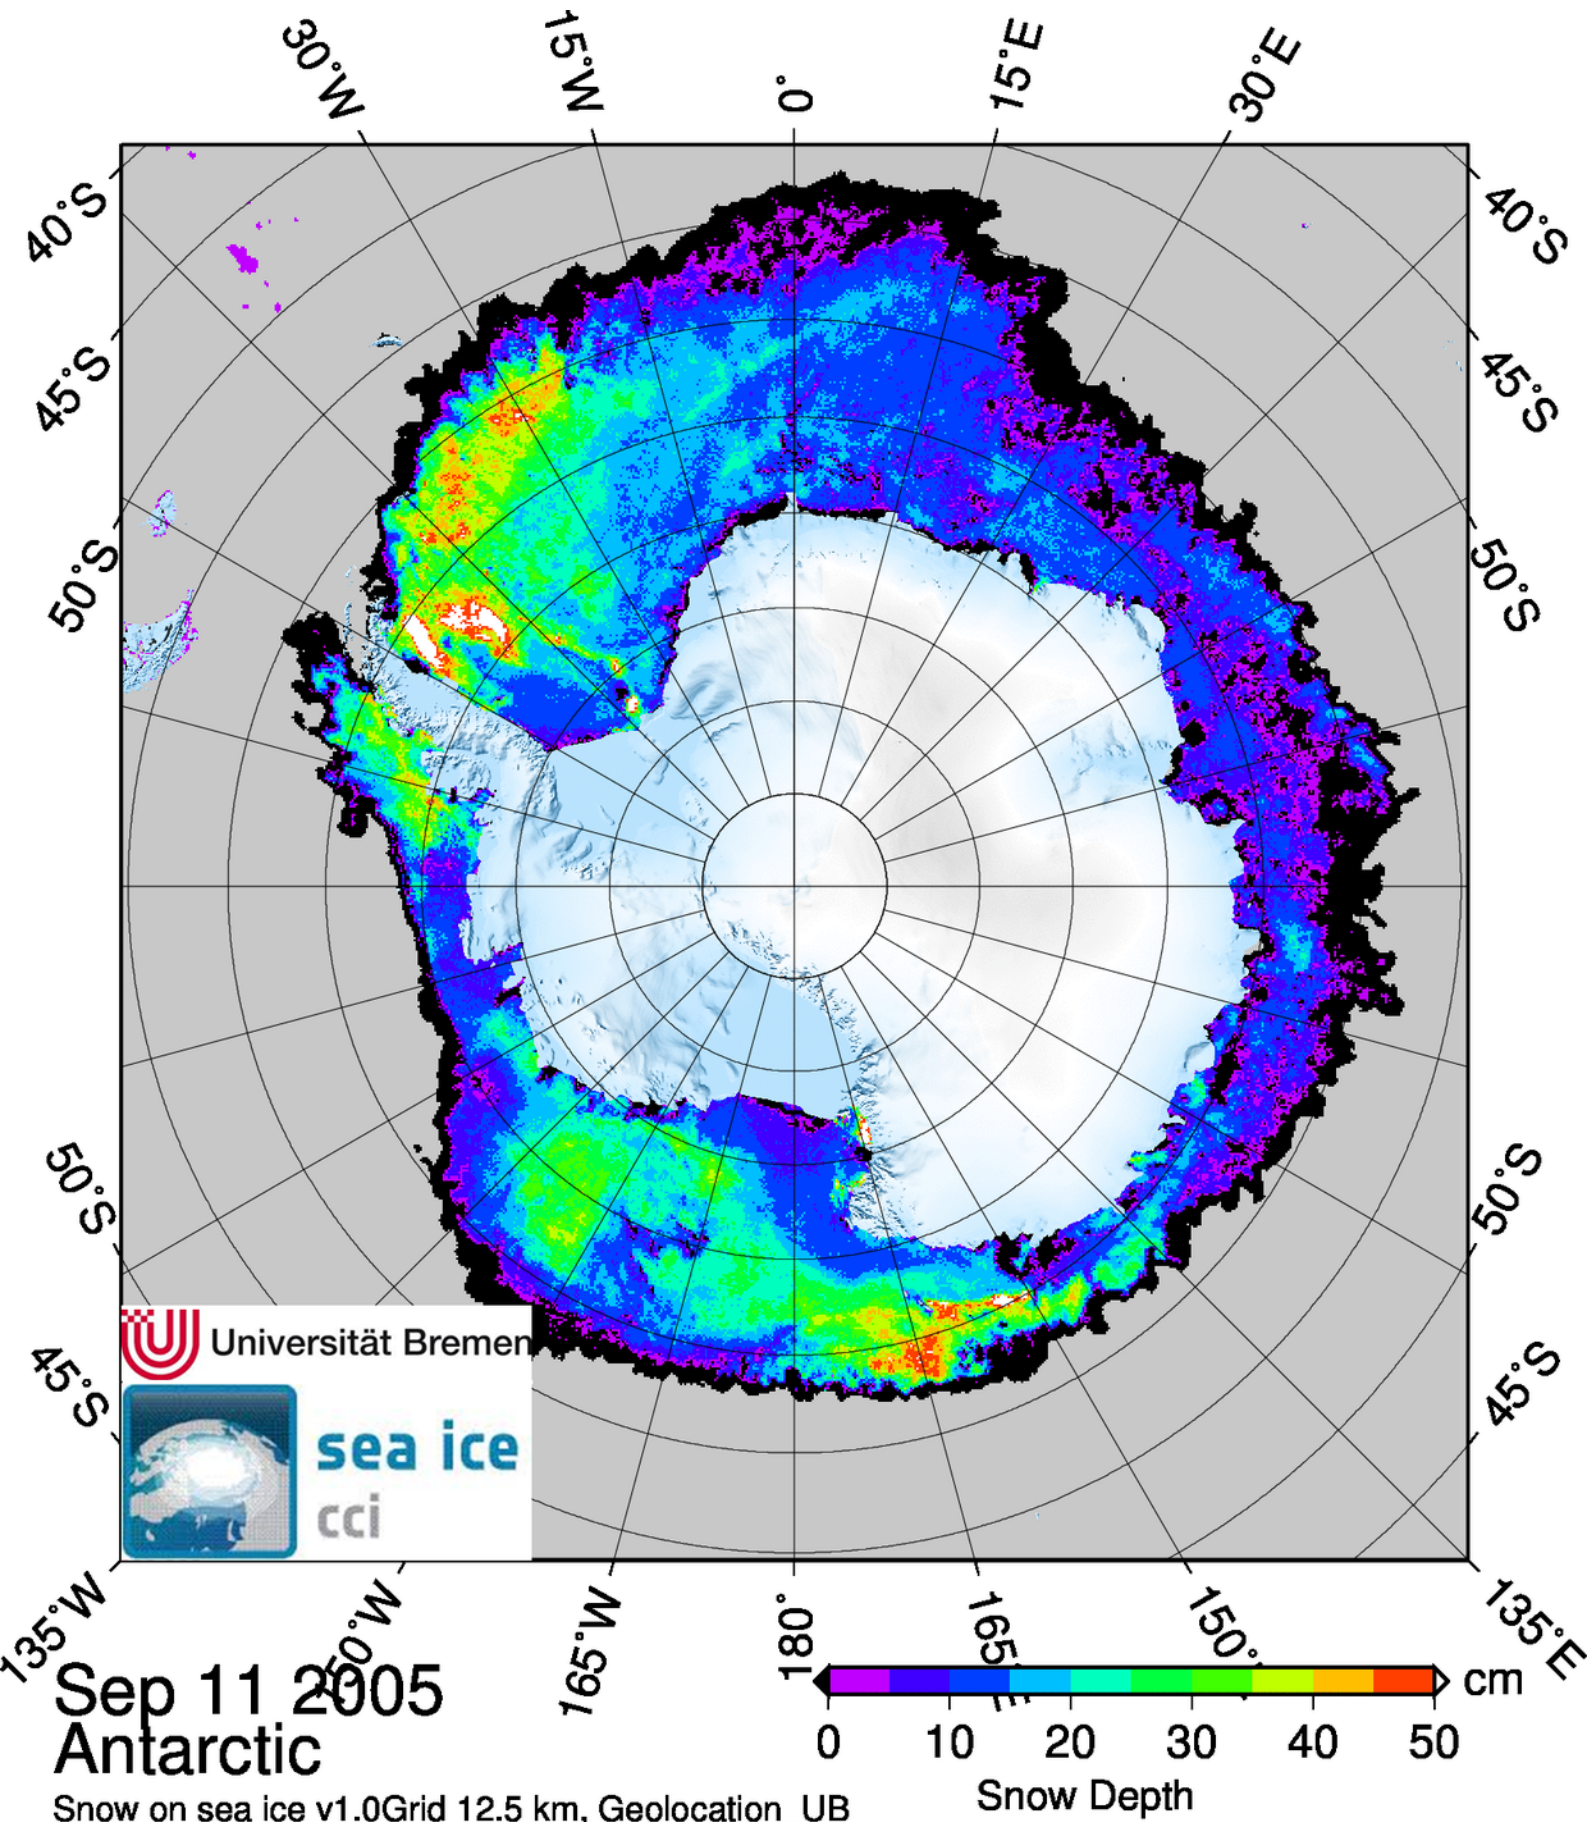 30°W 15°W 0° 15°E 30°E
40°S 40°S
45°S 45°S
50°S 50°S
50°S 50°S
45°S 45°S
Universität Bremen
sea ice
cci
135°W 165°W 180° 165° 150° 135°E
Sep 11 2005
Antarctic
Snow on sea ice v1.0Grid 12.5 km, Geolocation UB
cm
0 10 20 30 40 50
Snow Depth